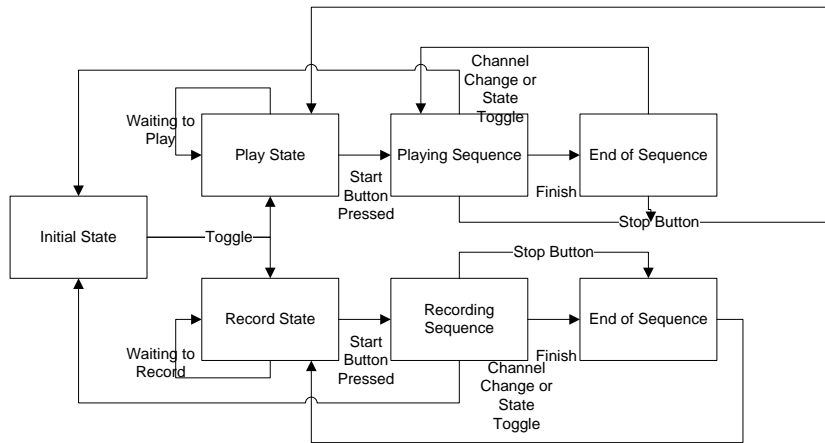 Channel
Change or
State
Toggle
Waiting to
Play
Play State
Playing Sequence
End of Sequence
Start
Button
Pressed
Finish
Stop Button
Initial State
Toggle
Stop Button
Record State
Recording
Sequence
End of Sequence
Waiting to
Record
Start
Button
Pressed
Finish
Channel
Change or
State
Toggle